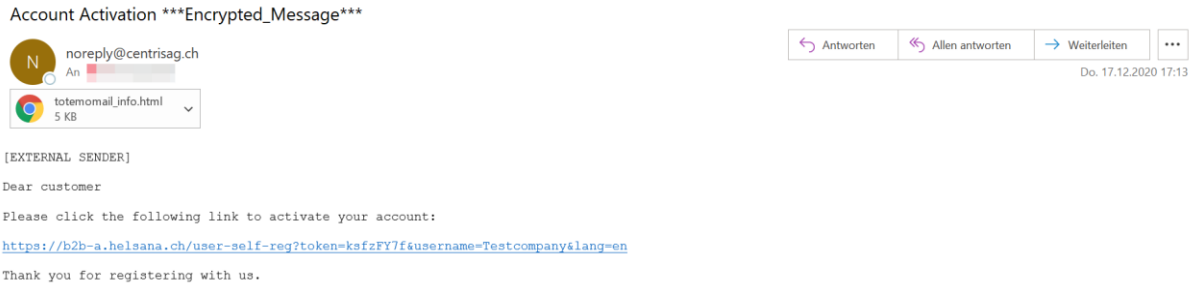 Account Activation ***Encrypted_Message***
N
noreply@centrisag.ch
An
Antworten
Allen antworten
Weiterleiten
Do. 17.12.2020 17:13
totemomail_info.html
5 KB
[EXTERNAL SENDER]
Dear customer
Please click the following link to activate your account:
https://b2b-a.helsana.ch/user-self-reg?token=ksfzFY7f&username=Testcompany&lang=en
Thank you for registering with us.